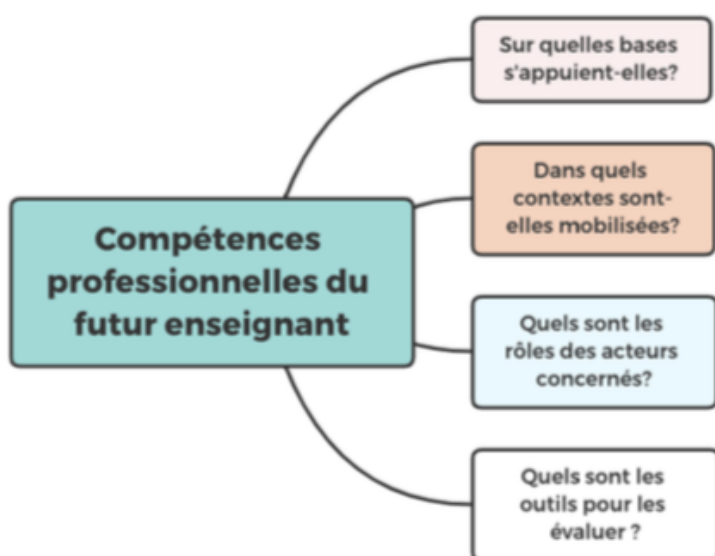 Sur quelles bases
s'appuient-elles?
Dans quels
contextes sont-
elles mobilisées?
Compétences
professionnelles du
futur enseignant
Quels sont les
rôles des acteurs
concernés?
Quels sont les
outils pour les
évaluer ?